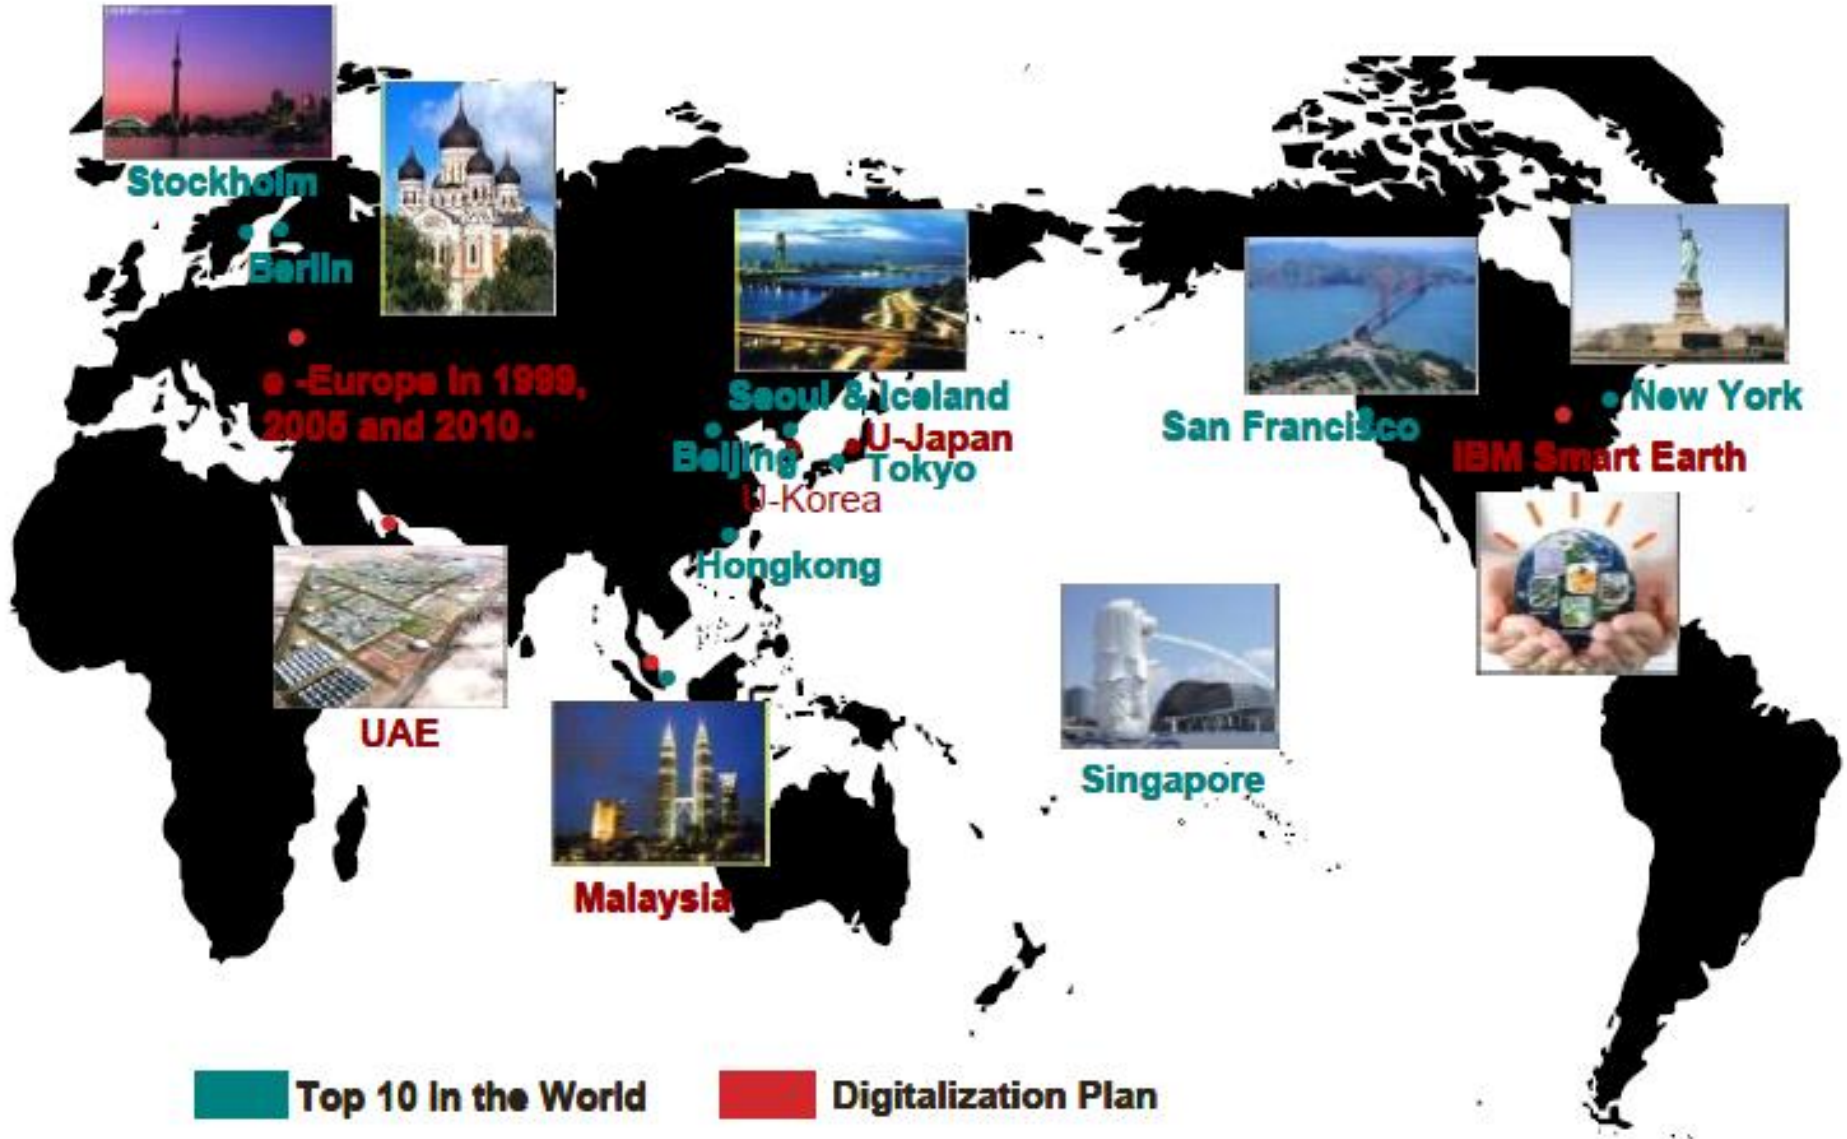 Stockholm
Berlin
e -Europe in 1999,
2005 and 2010.
Seoul & Iceland
Beijing
U-Japan
Tokyo
U-Korea
Hongkong
San Francisco
New York
IBM Smart Earth
UAE
Malaysia
Singapore
Top 10 in the World
Digitalization Plan